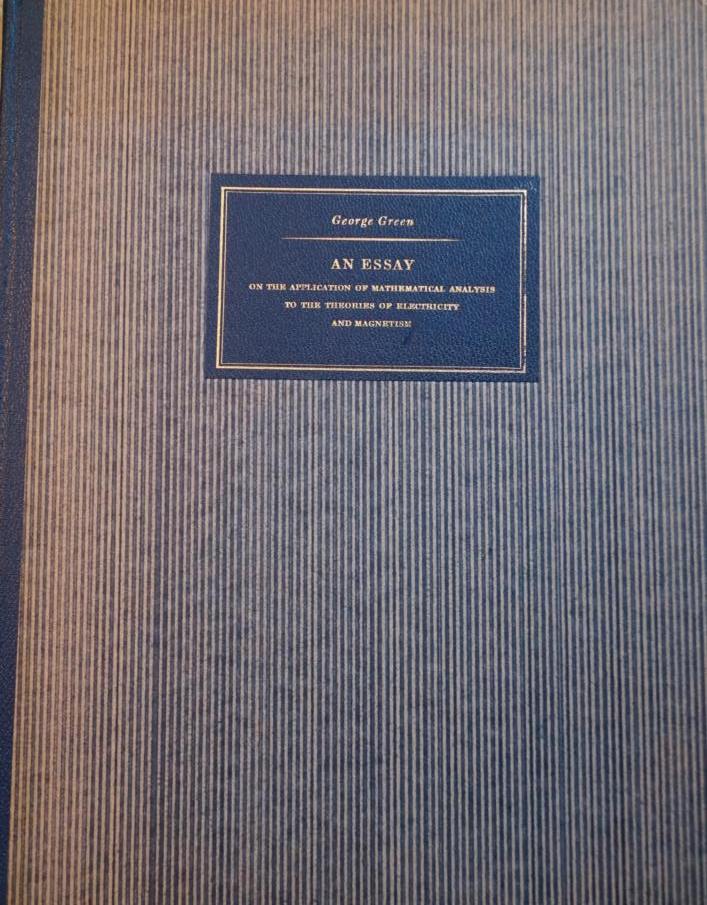 George Green
AN ESSAY
ON THE APPLICATION OF MATHEMATICAL ANALYSIS
TO THE THEORIES OF ELECTRICITY
AND MAGNETISM